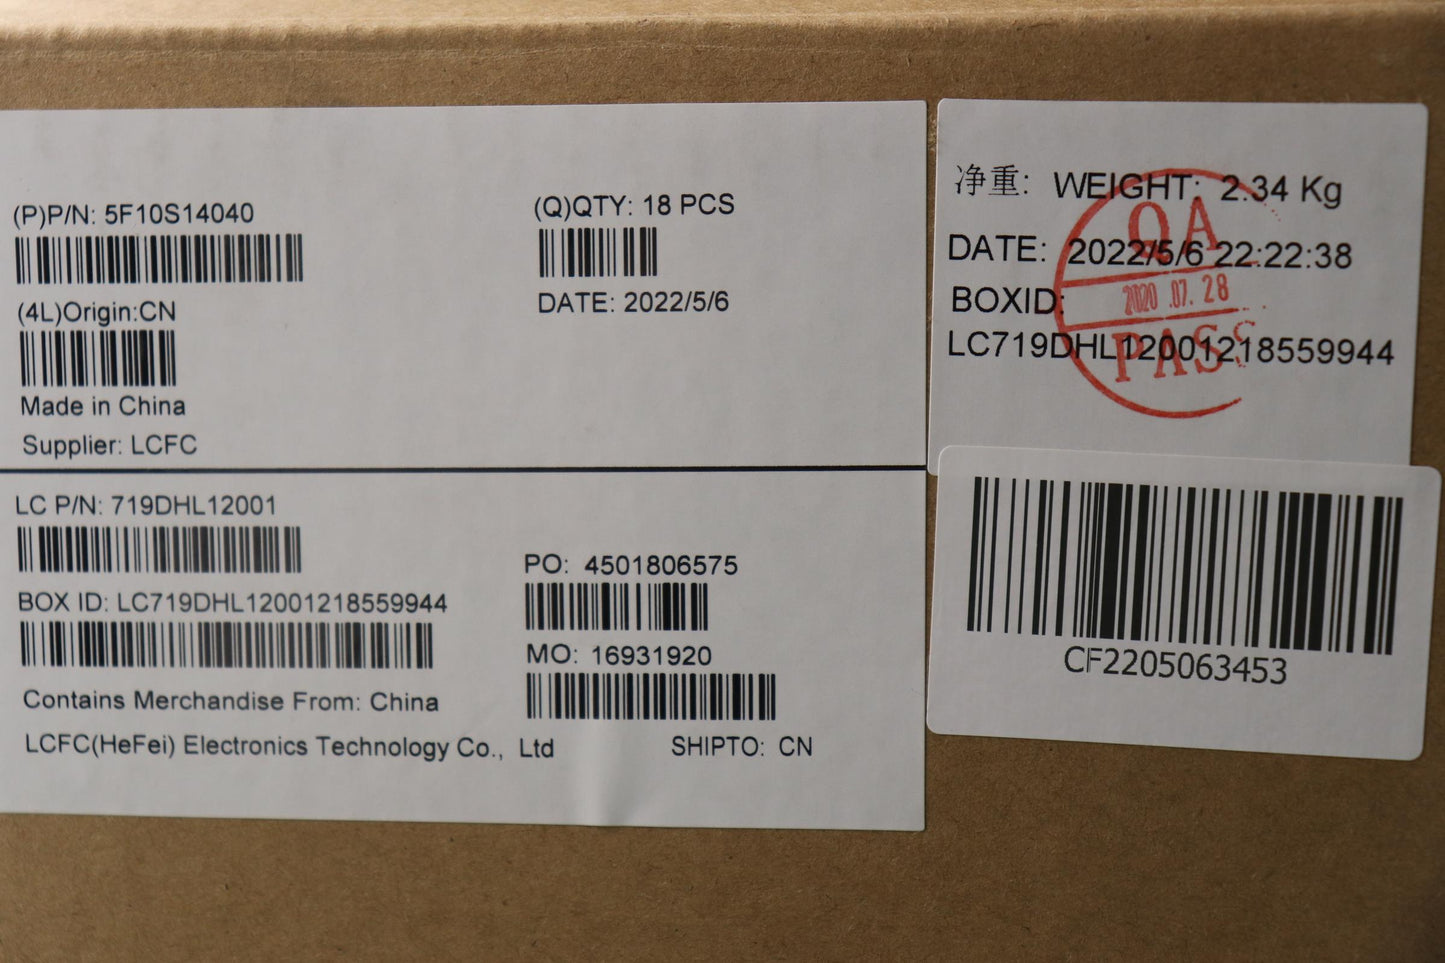 (P)P/N: 5F10S14040
(Q)QTY: 18 PCS
(4L)Origin:CN
DATE: 2022/5/6
Made in China
Supplier: LCFC
LC P/N: 719DHL12001
PO: 4501806575
BOX ID: LC719DHL12001218559944
MO: 16931920
Contains Merchandise From: China
LCFC(HeFei) Electronics Technology Co., Ltd
SHIPTO: CN
净重: WEIGHT: 2.34 Kg
DATE: 2022/5/6 22:22:38
BOXID:
LC719DHL12001218559944
QA
2020.07.28
PASS
CF2205063453